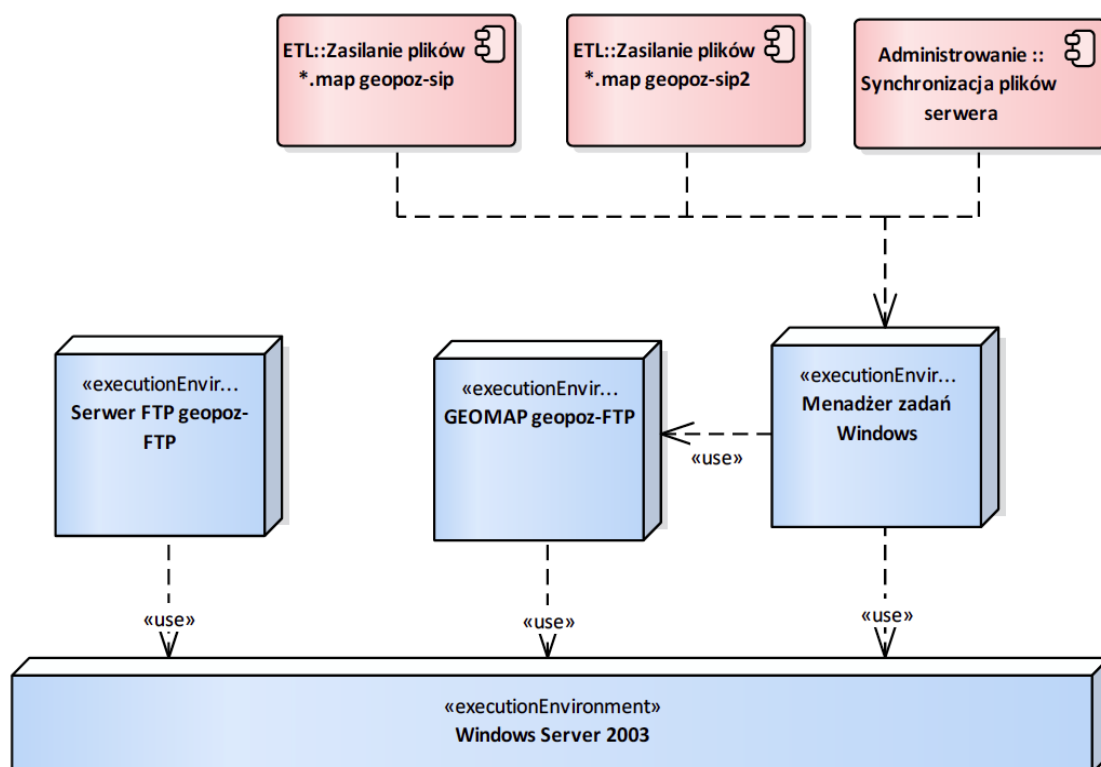 ETL::Zasilanie plików
*.map geopoz-sip
ETL::Zasilanie plików
*.map geopoz-sip2
Administrowanie ::
Synchronizacja plików
serwera
«executionEnvir...
Serwer FTP geopoz-
FTP
«executionEnvir...
GEOMAP geopoz-FTP
«executionEnvir...
Menadżer zadań
Windows
«use»
«use»
«use»
«use»
«executionEnvironment»
Windows Server 2003